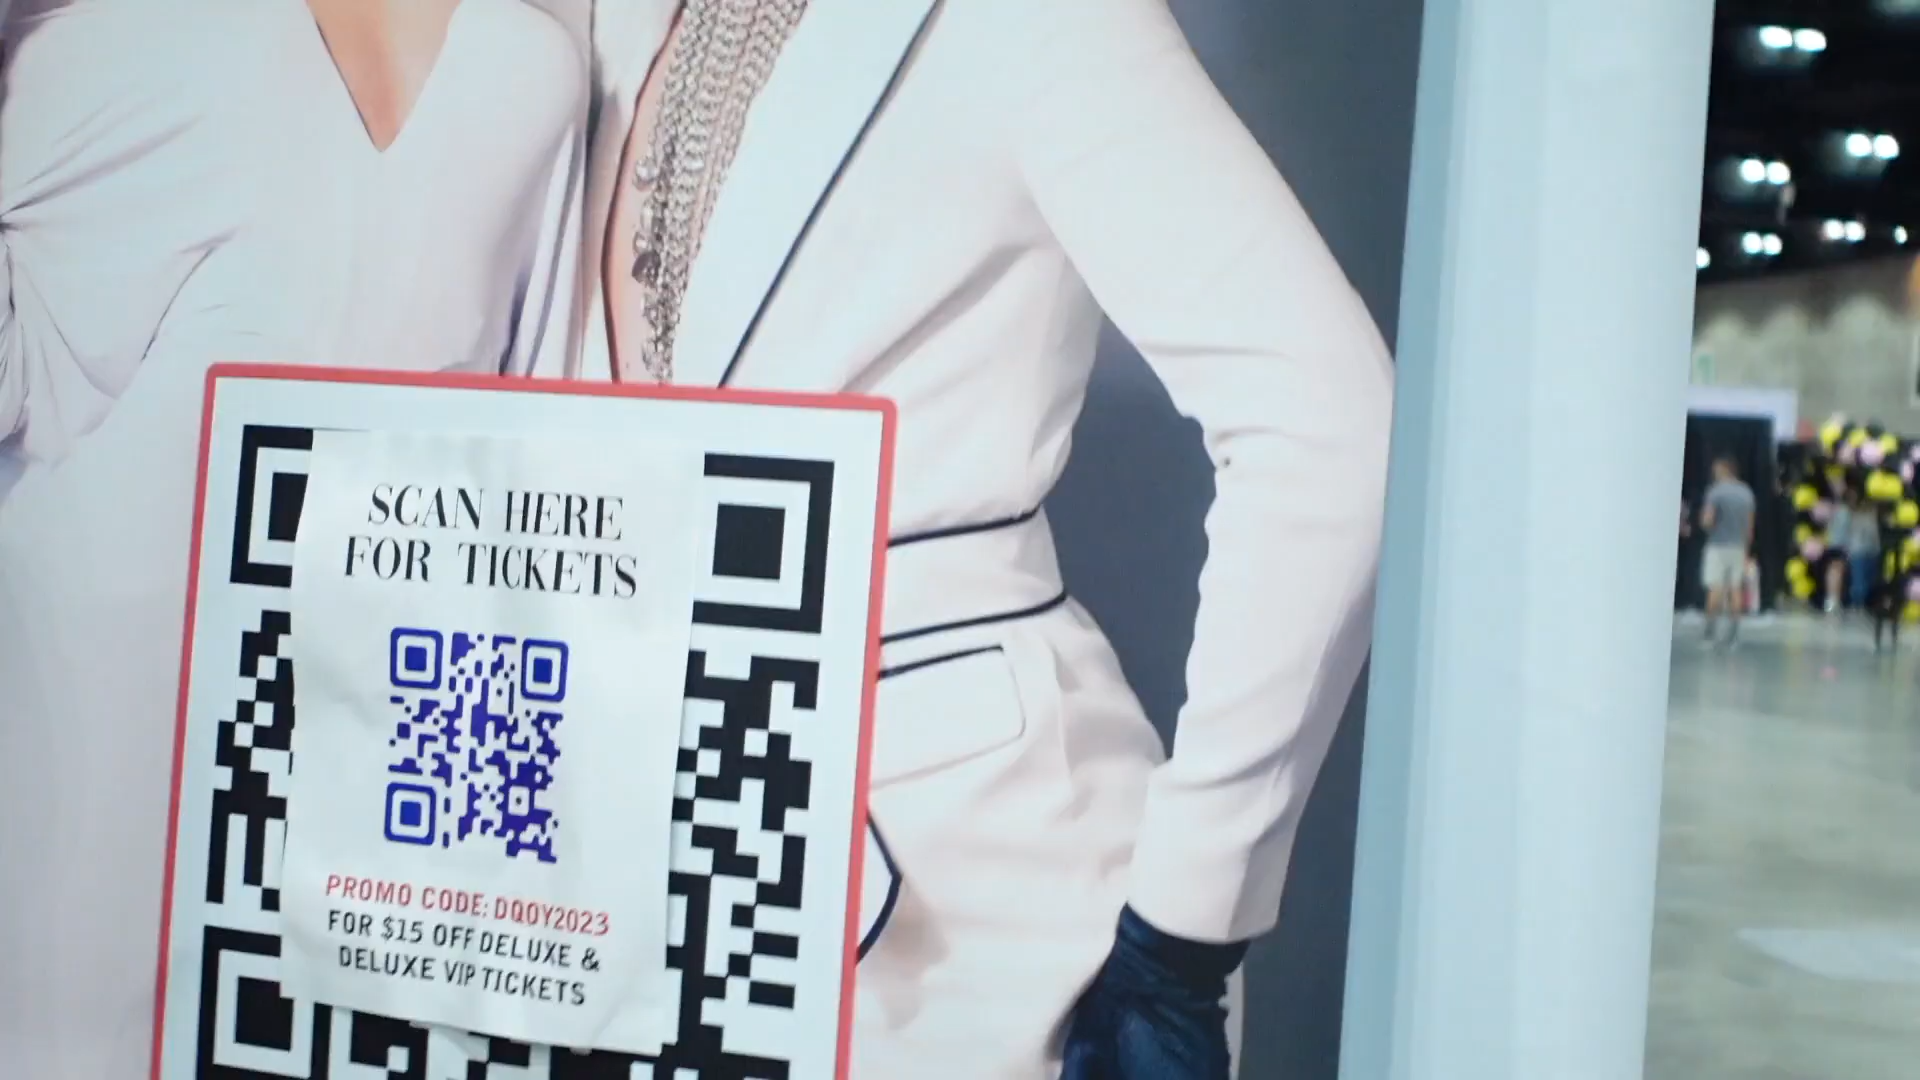 SCAN HERE
FOR TICKETS
PROMO CODE: DQOY2023
FOR $15 OFF DELUXE &
DELUXE VIP TICKETS